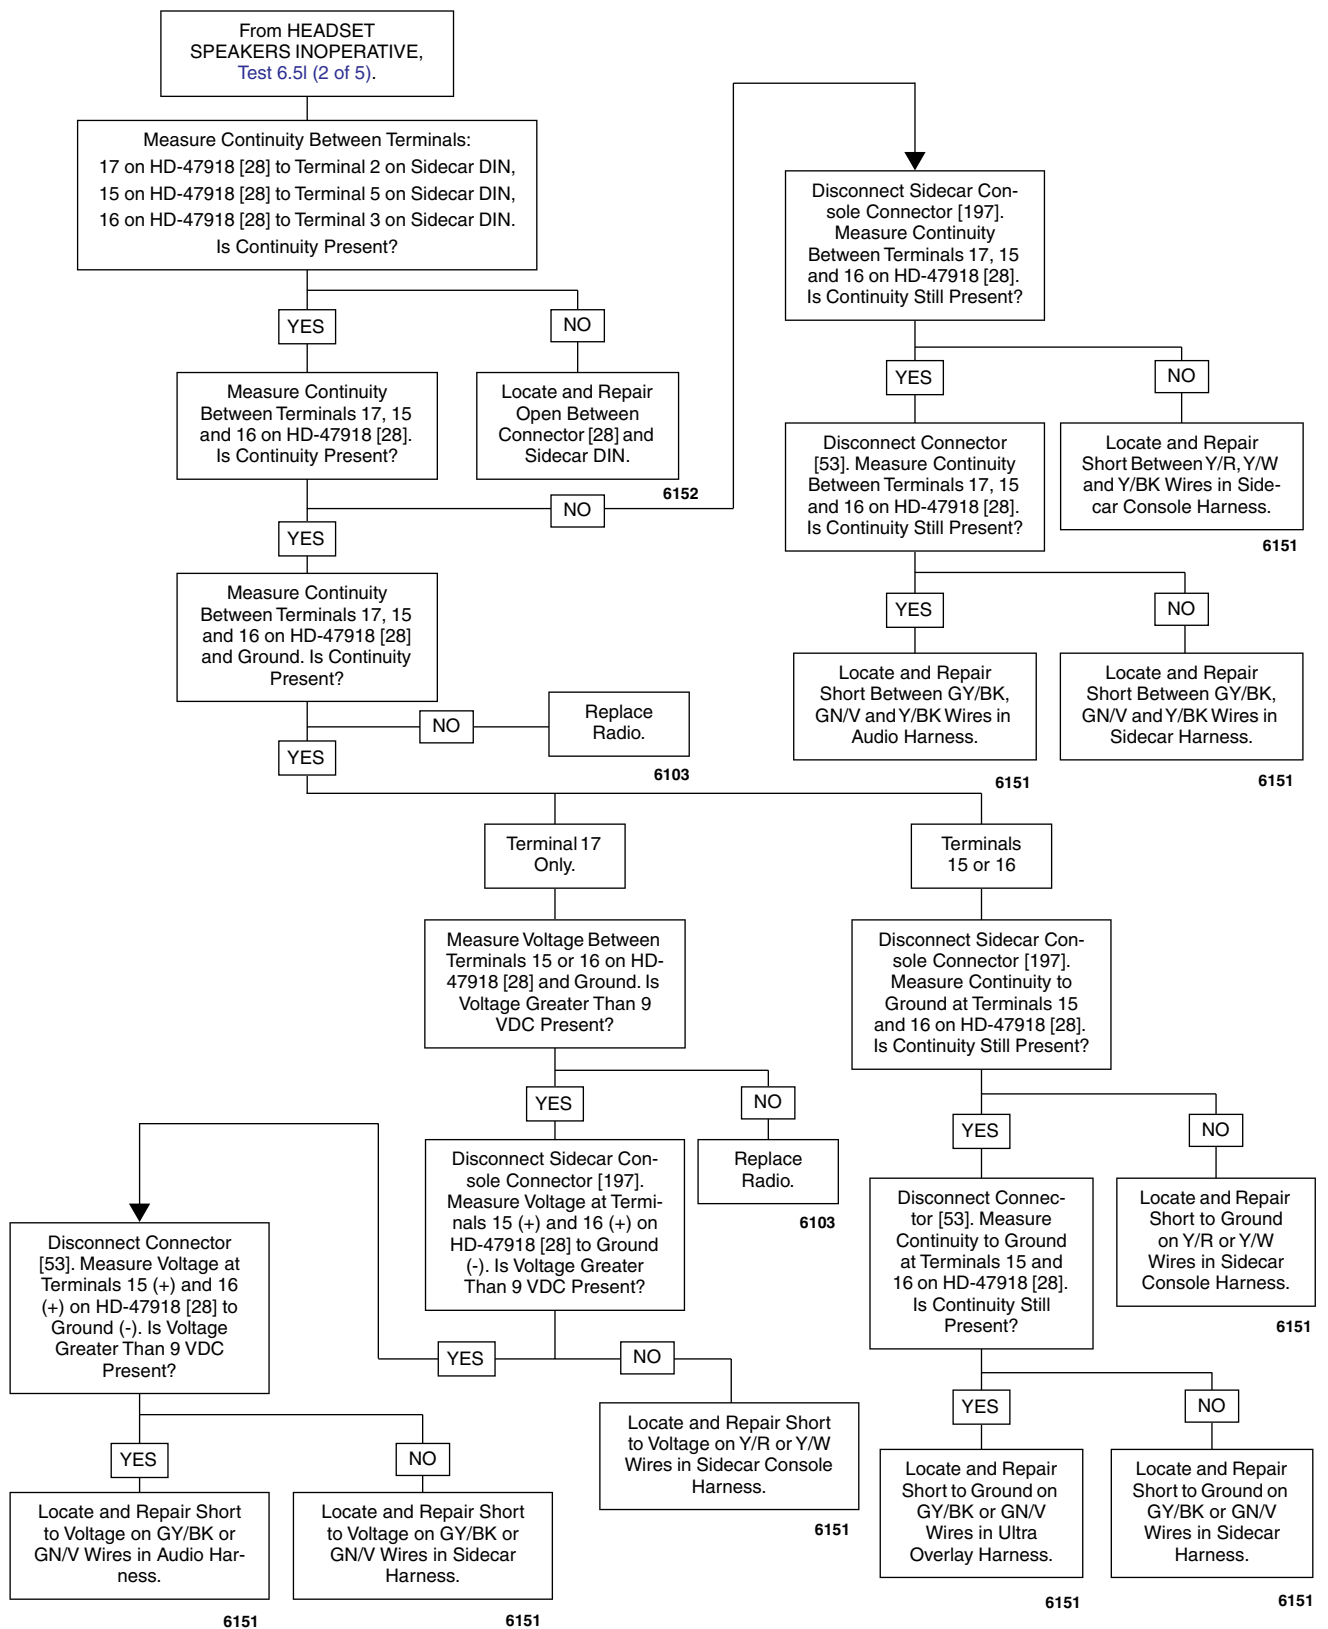 From HEADSET
SPEAKERS INOPERATIVE,
Test 6.5l (2 of 5).
Measure Continuity Between Terminals:
17 on HD-47918 [28] to Terminal 2 on Sidecar DIN,
15 on HD-47918 [28] to Terminal 5 on Sidecar DIN,
16 on HD-47918 [28] to Terminal 3 on Sidecar DIN.
Is Continuity Present?
YES
NO
Measure Continuity
Between Terminals 17, 15
and 16 on HD-47918 [28].
Is Continuity Present?
Locate and Repair
Open Between
Connector [28] and
Sidecar DIN.
6152
NO
YES
Measure Continuity
Between Terminals 17, 15
and 16 on HD-47918 [28]
and Ground. Is Continuity
Present?
NO
Replace
Radio.
6103
YES
Disconnect Sidecar Con-
sole Connector [197].
Measure Continuity
Between Terminals 17, 15
and 16 on HD-47918 [28].
Is Continuity Still Present?
YES
NO
Disconnect Connector
[53]. Measure Continuity
Between Terminals 17, 15
and 16 on HD-47918 [28].
Is Continuity Still Present?
Locate and Repair
Short Between Y/R, Y/W
and Y/BK Wires in Side-
car Console Harness.
6151
YES
NO
Locate and Repair
Short Between GY/BK,
GN/V and Y/BK Wires in
Audio Harness.
6151
Locate and Repair
Short Between GY/BK,
GN/V and Y/BK Wires in
Sidecar Harness.
6151
Terminal 17
Only.
Terminals
15 or 16
Measure Voltage Between
Terminals 15 or 16 on HD-
47918 [28] and Ground. Is
Voltage Greater Than 9
VDC Present?
Disconnect Sidecar Con-
sole Connector [197].
Measure Continuity to
Ground at Terminals 15
and 16 on HD-47918 [28].
Is Continuity Still Present?
YES
NO
Disconnect Sidecar Con-
sole Connector [197].
Measure Voltage at Termi-
nals 15 (+) and 16 (+) on
HD-47918 [28] to Ground
(-). Is Voltage Greater
Than 9 VDC Present?
Replace
Radio.
6103
YES
NO
Disconnect Connec-
tor [53]. Measure
Continuity to Ground
at Terminals 15 and
16 on HD-47918 [28].
Is Continuity Still
Present?
Locate and Repair
Short to Ground
on Y/R or Y/W
Wires in Sidecar
Console Harness.
6151
Disconnect Connector
[53]. Measure Voltage at
Terminals 15 (+) and 16
(+) on HD-47918 [28] to
Ground (-). Is Voltage
Greater Than 9 VDC
Present?
YES
NO
Locate and Repair Short
to Voltage on Y/R or Y/W
Wires in Sidecar Console
Harness.
6151
YES
NO
Locate and Repair Short
to Voltage on GY/BK or
GN/V Wires in Audio Har-
ness.
6151
Locate and Repair Short
to Voltage on GY/BK or
GN/V Wires in Sidecar
Harness.
6151
YES
NO
Locate and Repair
Short to Ground on
GY/BK or GN/V
Wires in Ultra
Overlay Harness.
6151
Locate and Repair
Short to Ground on
GY/BK or GN/V
Wires in Sidecar
Harness.
6151